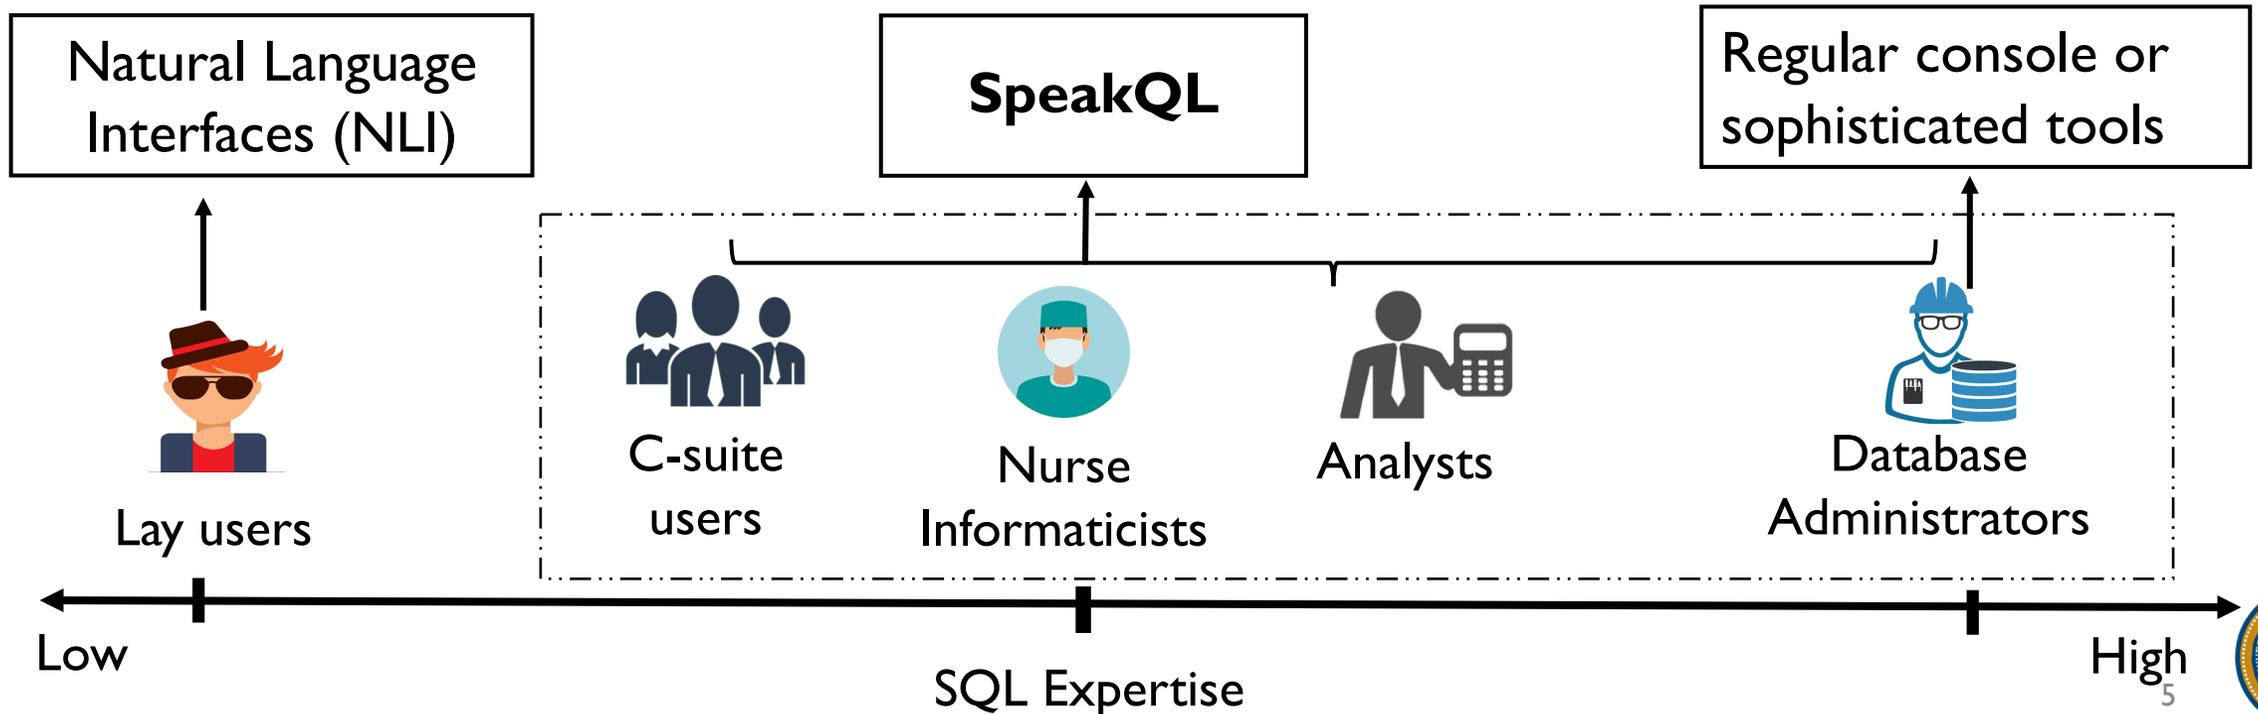 Natural Language
Interfaces (NLI)
SpeakQL
Regular console or
sophisticated tools
Lay users
C-suite
users
Nurse
Informaticists
Analysts
Database
Administrators
Low
SQL Expertise
High
5